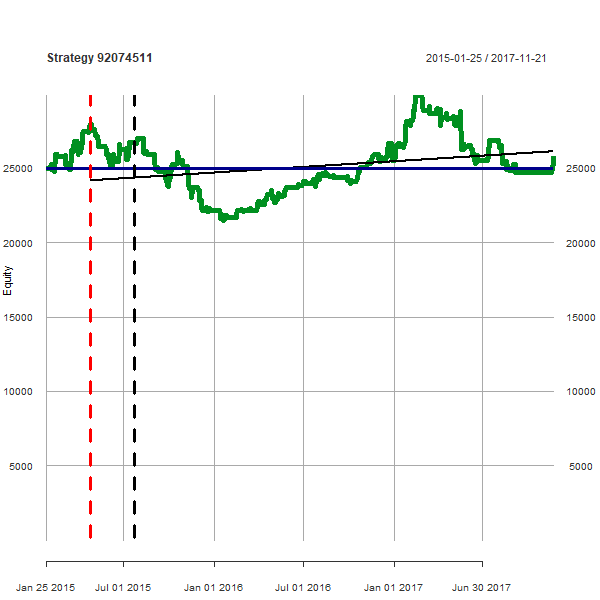 Strategy 92074511
2015-01-25 / 2017-11-21
Equity
25000
20000
15000
10000
5000
25000
20000
15000
10000
5000
Jan 25 2015
Jul 01 2015
Jan 01 2016
Jul 01 2016
Jan 01 2017
Jun 30 2017